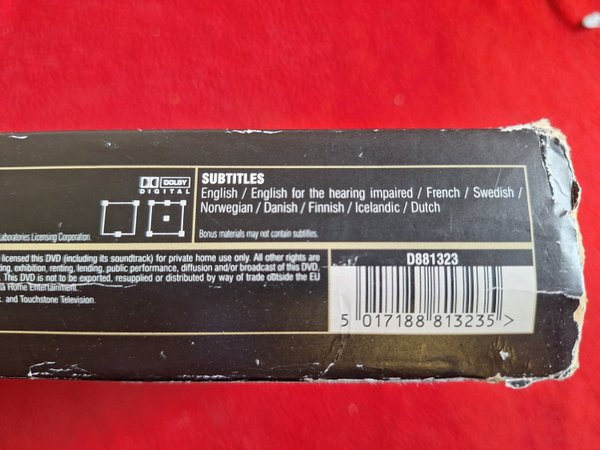 DOLBY
DIGITAL
Laboratories Licensing Corporation.
SUBTITLES
English / English for the hearing impaired / French / Swedish /
Norwegian / Danish / Finnish / Icelandic / Dutch
Bonus materials may not contain subtitles.
licensed this DVD (including its soundtrack) for private home use only. All other rights are
exhibition, renting, lending, public performance, diffusion and/or broadcast of this DVD,
This DVD is not to be exported, resupplied or distributed by way of trade outside the EU
Home Entertainment.
and Touchstone Television.
D881323
5 017188 813235 >